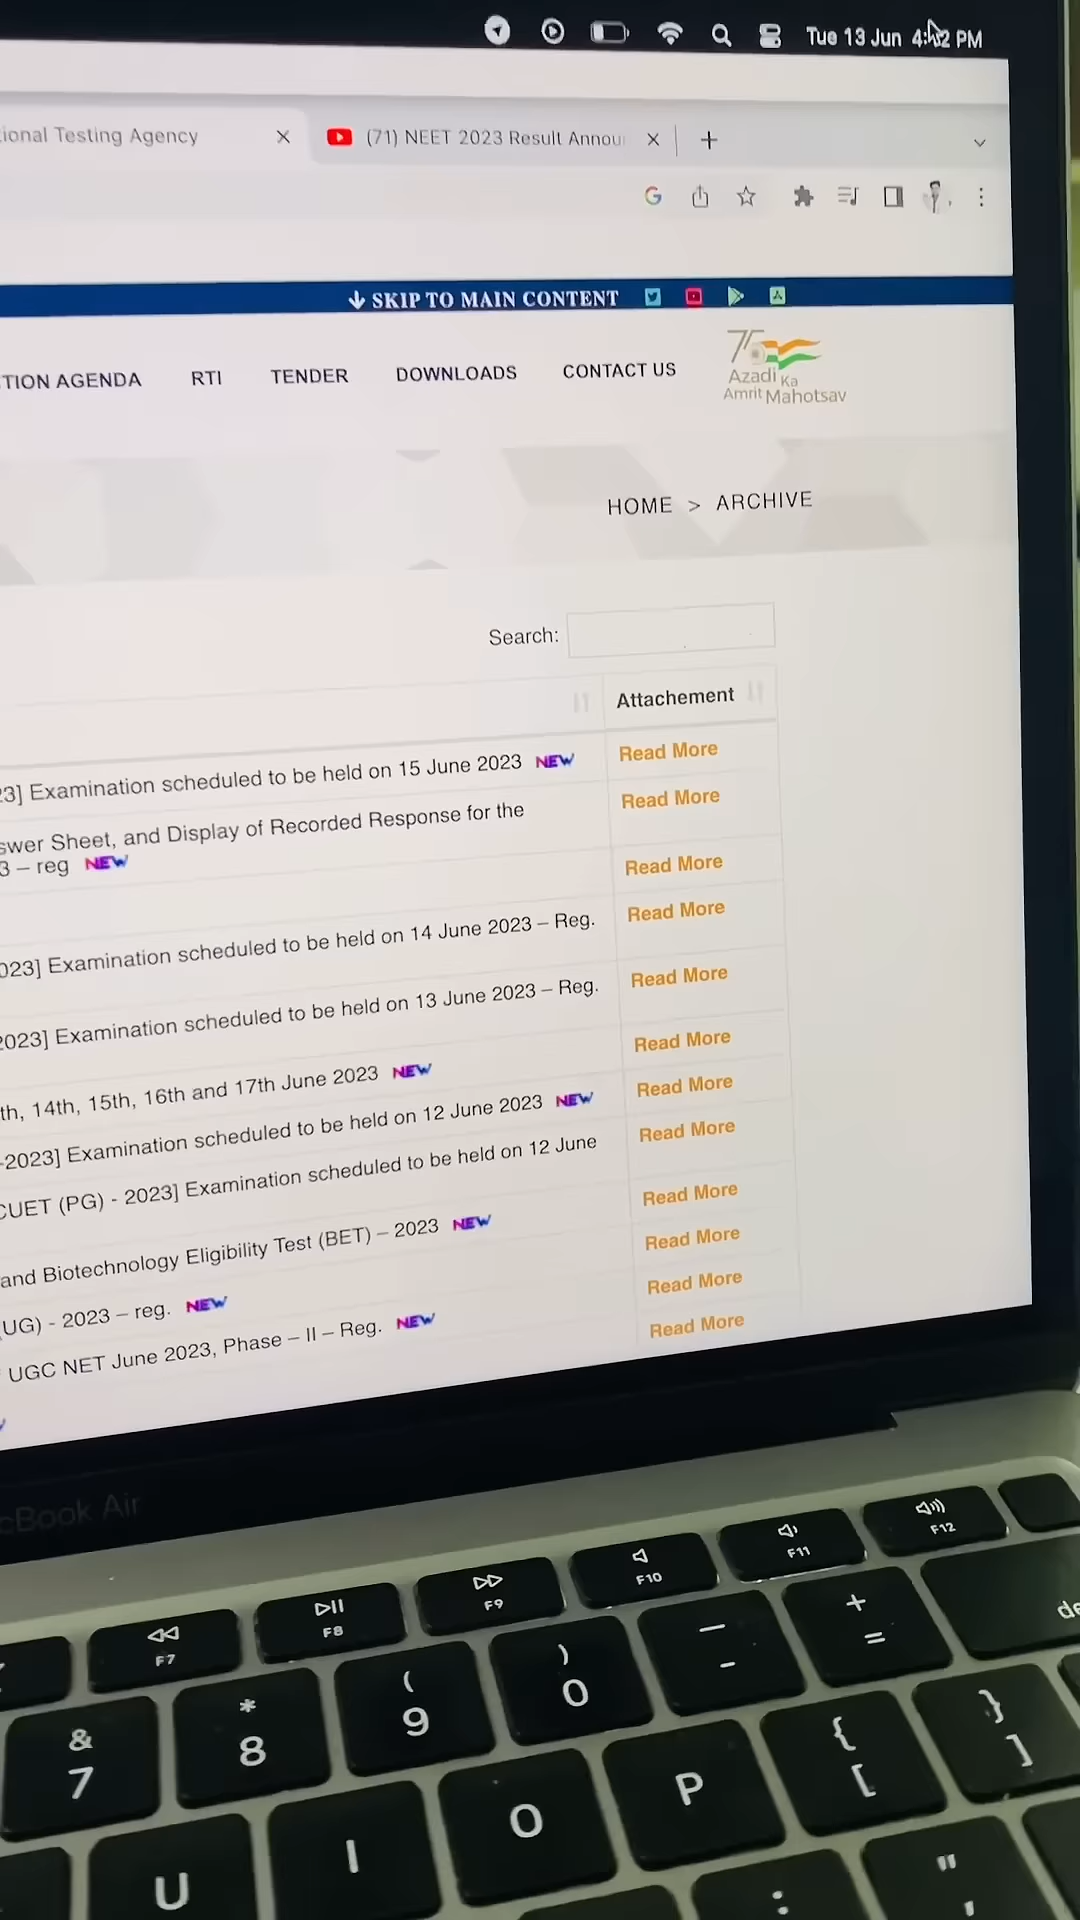 Tue 13 Jun 4: 2 PM
ional Testing Agency
(71) NEET 2023 Result Annou
SKIP TO MAIN CONTENT
TION AGENDA RTI TENDER DOWNLOADS CONTACT US
75
Azadi Ka
Amrit Mahotsav
HOME > ARCHIVE
Search:
Attachement
23] Examination scheduled to be held on 15 June 2023 NEW Read More
swer Sheet, and Display of Recorded Response for the Read More
3 – reg NEW
Read More
023] Examination scheduled to be held on 14 June 2023 – Reg. Read More
2023] Examination scheduled to be held on 13 June 2023 – Reg. Read More
th, 14th, 15th, 16th and 17th June 2023 NEW Read More
-2023] Examination scheduled to be held on 12 June 2023 NEW Read More
CUET (PG) - 2023] Examination scheduled to be held on 12 June Read More
and Biotechnology Eligibility Test (BET) – 2023 NEW Read More
UG) - 2023 – reg. NEW Read More
UGC NET June 2023, Phase – II – Reg. NEW Read More
Read More
cBook Air
F7 F8 F9 F10 F11 F12
& * ( ) — +
7 8 9 0 - =
de
U I O P { [ } ]
: " '